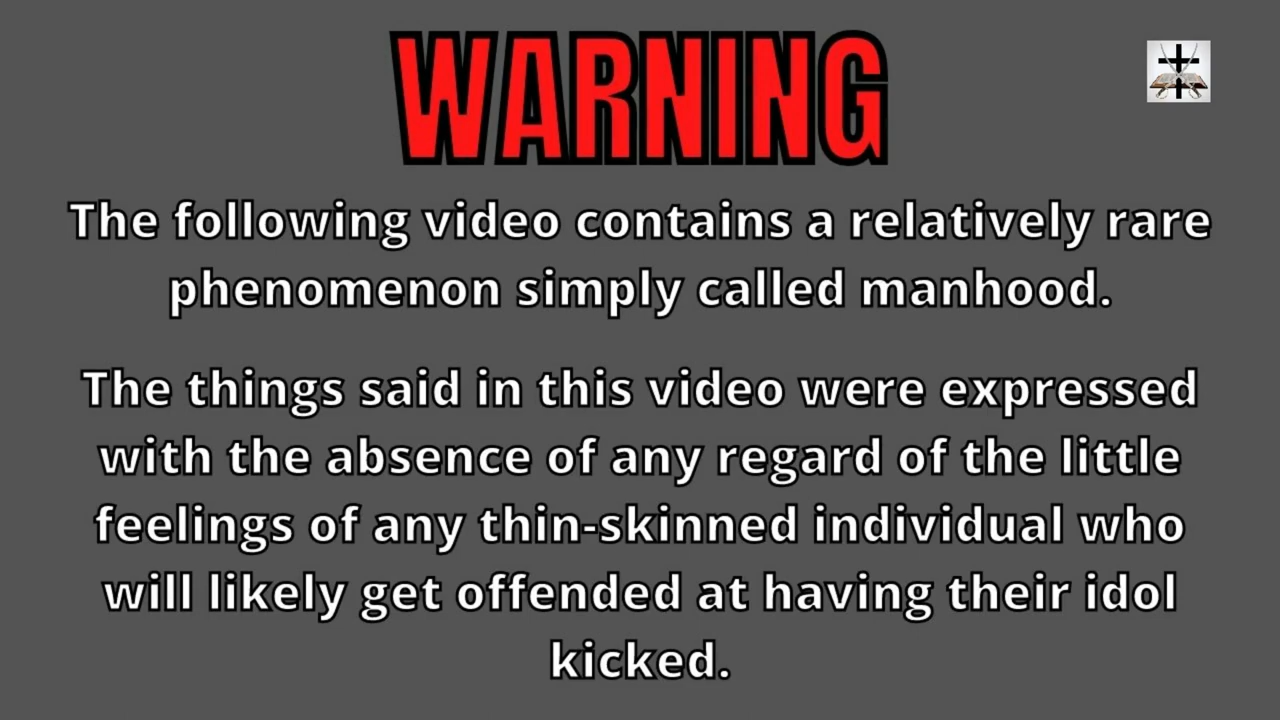 WARNING
The following video contains a relatively rare
phenomenon simply called manhood.
The things said in this video were expressed
with the absence of any regard of the little
feelings of any thin-skinned individual who
will likely get offended at having their idol
kicked.